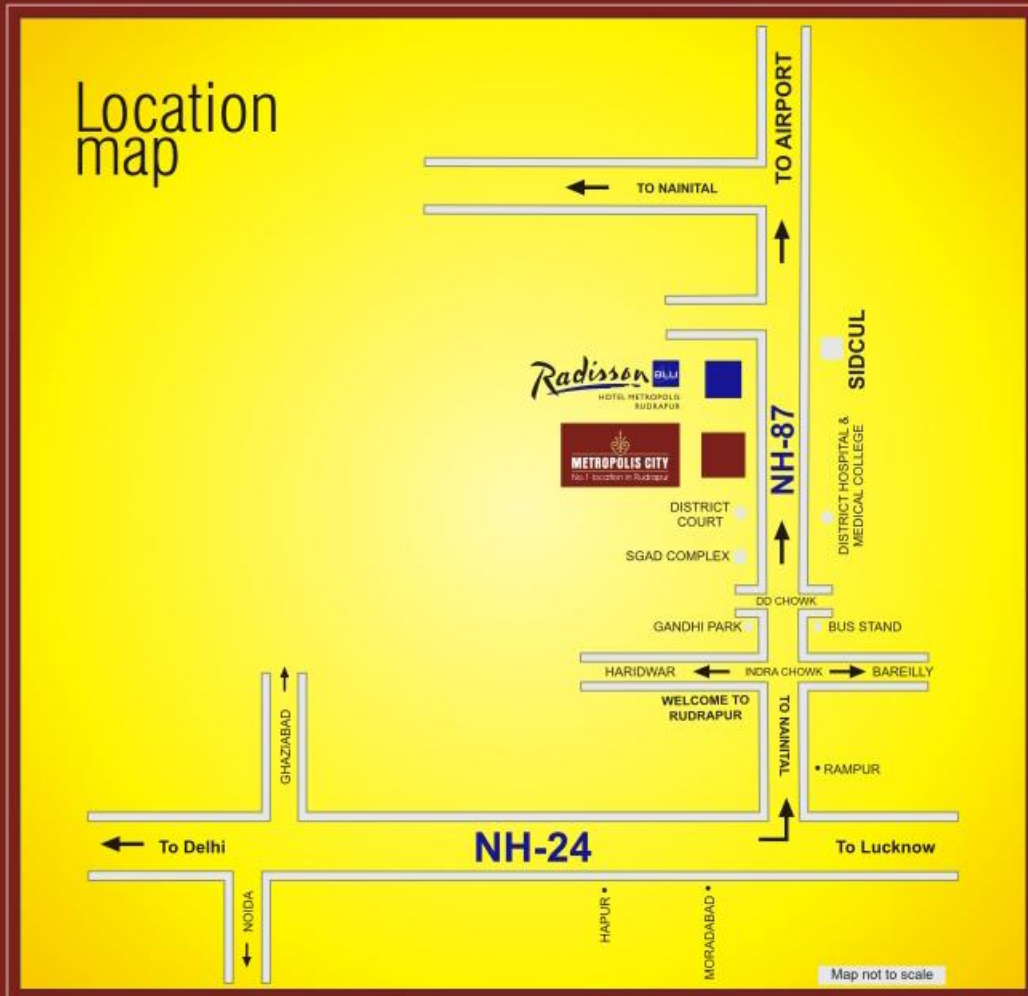 Location
map
TO AIRPORT
TO NAINITAL
SIDCUL
Radisson BLU
HOTEL METROPOLIS
RUDRAPUR
METROPOLIS CITY
No.1 location in Rudrapur
NH-87
DISTRICT HOSPITAL &
MEDICAL COLLEGE
DISTRICT
COURT
SGAD COMPLEX
DD CHOWK
GANDHI PARK
BUS STAND
HARIDWAR
INDRA CHOWK
BAREILLY
WELCOME TO
RUDRAPUR
TO NAINITAL
GHAZIABAD
RAMPUR
To Delhi
NH-24
To Lucknow
NOIDA
HAPUR
MORADABAD
Map not to scale